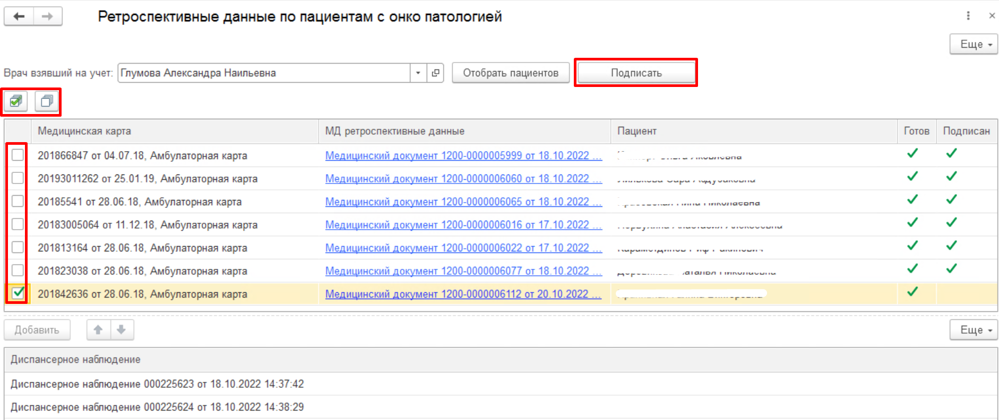 Ретроспективные данные по пациентам с онко патологией
Еще
Врач взявший на учет: Глумова Александра Наильевна Отобрать пациентов Подписать
Медицинская карта МД ретроспективные данные Пациент Готов Подписан
201866847 от 04.07.18, Амбулаторная карта Медицинский документ 1200-0000005999 от 18.10.2022 ...
20193011262 от 25.01.19, Амбулаторная карта Медицинский документ 1200-0000006060 от 18.10.2022 ...
20185541 от 28.06.18, Амбулаторная карта Медицинский документ 1200-0000006065 от 18.10.2022 ...
20183005064 от 11.12.18, Амбулаторная карта Медицинский документ 1200-0000006016 от 17.10.2022 ...
201813164 от 28.06.18, Амбулаторная карта Медицинский документ 1200-0000006022 от 17.10.2022 ...
201823038 от 28.06.18, Амбулаторная карта Медицинский документ 1200-0000006077 от 18.10.2022 ...
201842636 от 28.06.18, Амбулаторная карта Медицинский документ 1200-0000006112 от 20.10.2022 ...
Добавить Еще
Диспансерное наблюдение
Диспансерное наблюдение 000225623 от 18.10.2022 14:37:42
Диспансерное наблюдение 000225624 от 18.10.2022 14:38:29